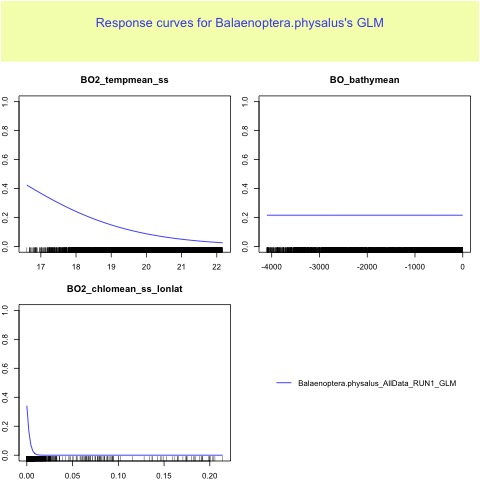 Response curves for Balaenoptera.physalus's GLM
BO2_tempmean_ss
BO_bathymean
0.0 0.2 0.4 0.6 0.8 1.0
17 18 19 20 21 22
0.0 0.2 0.4 0.6 0.8 1.0
-4000 -3000 -2000 -1000 0
BO2_chlomean_ss_lonlat
0.0 0.2 0.4 0.6 0.8 1.0
0.00 0.05 0.10 0.15 0.20
Balaenoptera.physalus_AllData_RUN1_GLM